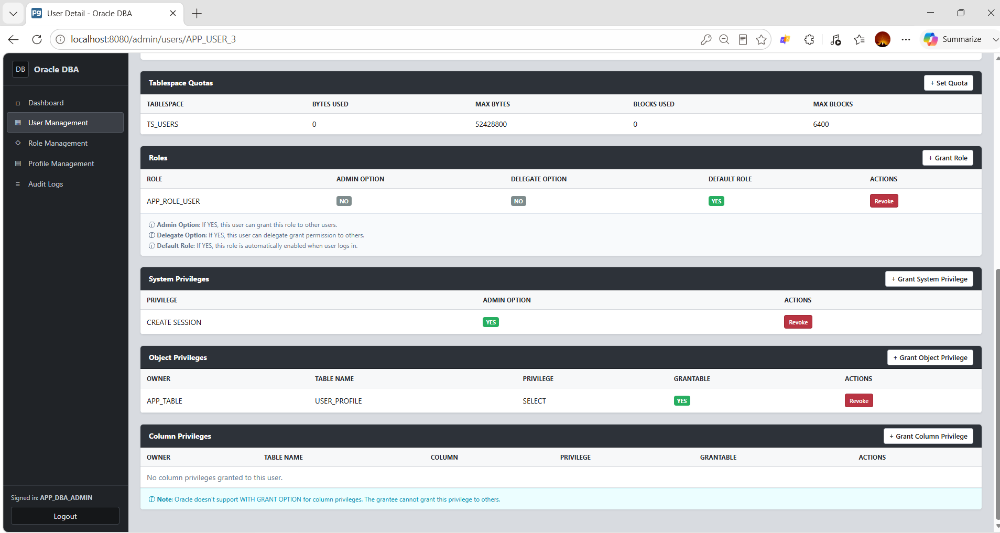 pg User Detail - Oracle DBA
localhost:8080/admin/users/APP_USER_3
Summarize
DB Oracle DBA
Dashboard
User Management
Role Management
Profile Management
Audit Logs
Signed in: APP_DBA_ADMIN
Logout
Tablespace Quotas + Set Quota
TABLESPACE BYTES USED MAX BYTES BLOCKS USED MAX BLOCKS
TS_USERS 0 52428800 0 6400
Roles + Grant Role
ROLE ADMIN OPTION DELEGATE OPTION DEFAULT ROLE ACTIONS
APP_ROLE_USER NO NO YES Revoke
ⓘ Admin Option: If YES, this user can grant this role to other users.
ⓘ Delegate Option: If YES, this user can delegate grant permission to others.
ⓘ Default Role: If YES, this role is automatically enabled when user logs in.
System Privileges + Grant System Privilege
PRIVILEGE ADMIN OPTION ACTIONS
CREATE SESSION YES Revoke
Object Privileges + Grant Object Privilege
OWNER TABLE NAME PRIVILEGE GRANTABLE ACTIONS
APP_TABLE USER_PROFILE SELECT YES Revoke
Column Privileges + Grant Column Privilege
OWNER TABLE NAME COLUMN PRIVILEGE GRANTABLE ACTIONS
No column privileges granted to this user.
ⓘ Note: Oracle doesn't support WITH GRANT OPTION for column privileges. The grantee cannot grant this privilege to others.